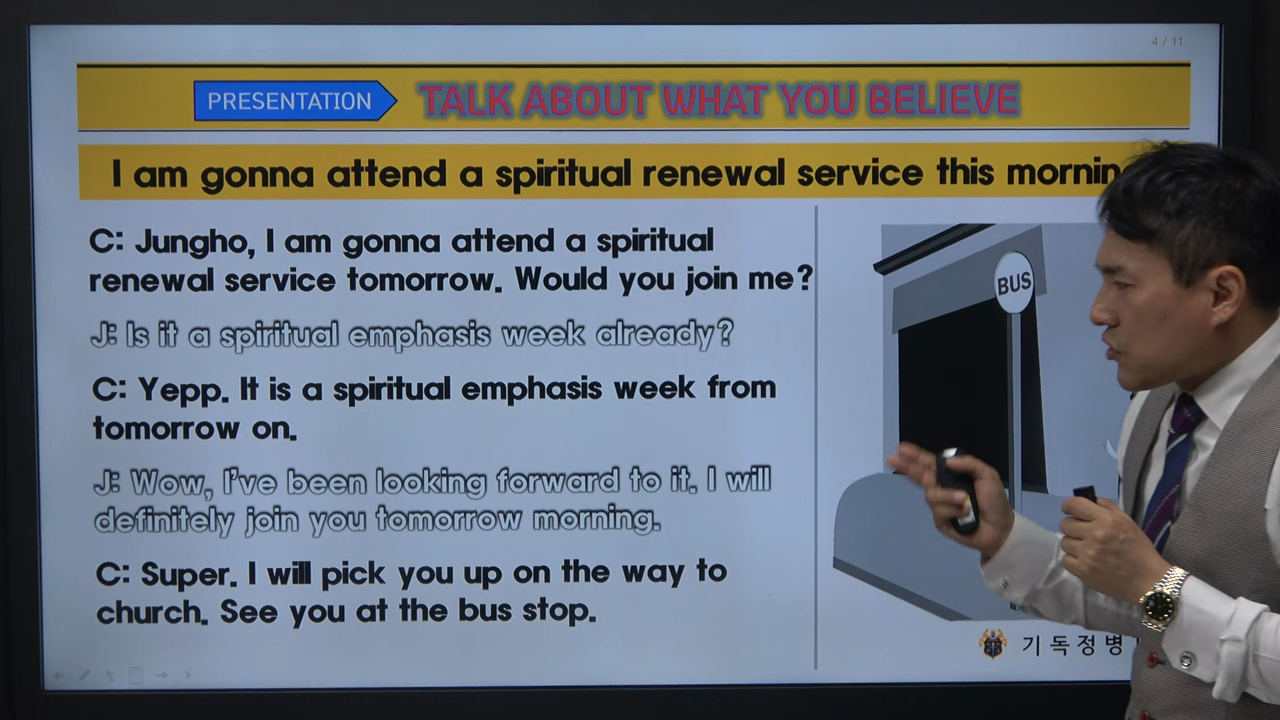 4 / 11
PRESENTATION
TALK ABOUT WHAT YOU BELIEVE
I am gonna attend a spiritual renewal service this
C: Jungho, I am gonna attend a spiritual
renewal service tomorrow. Would you join me?
J: Is it a spiritual emphasis week already?
C: Yepp. It is a spiritual emphasis week from
tomorrow on.
J: Wow, I've been looking forward to it. I will
definitely join you tomorrow morning.
C: Super. I will pick you up on the way to
church. See you at the bus stop.
BUS
기독정병